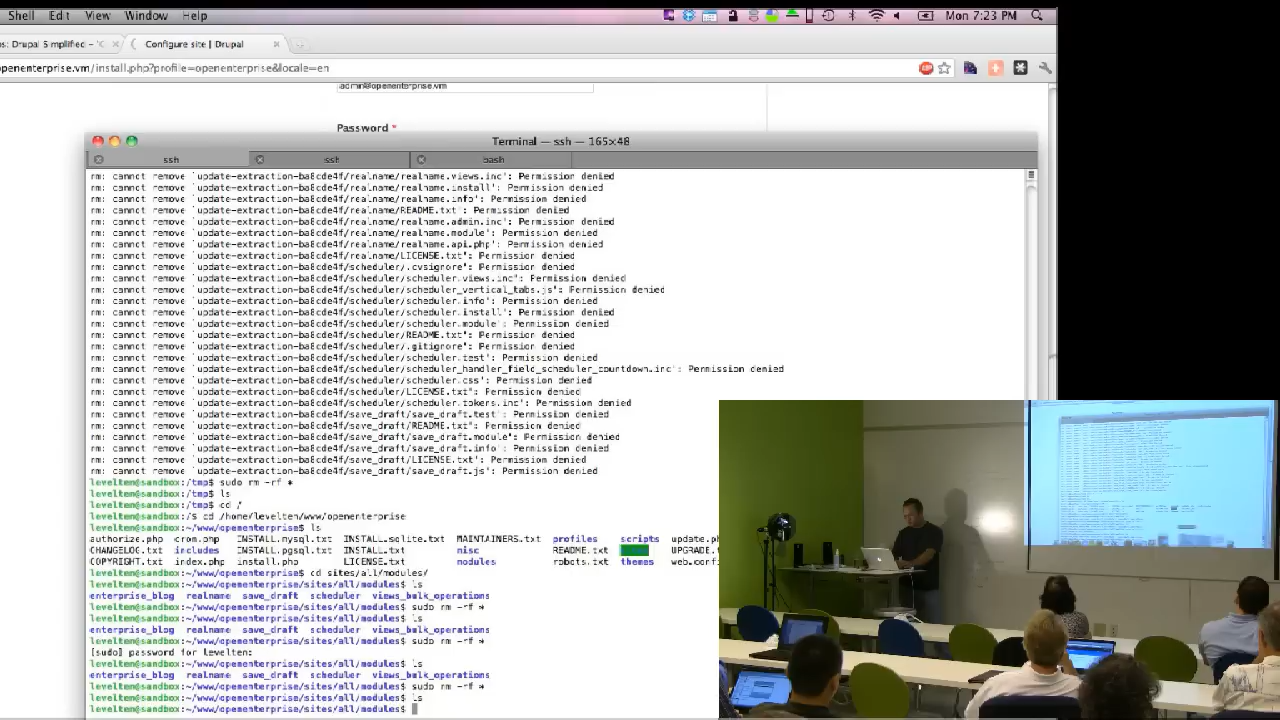 Shell Edit View Window Help Mon 7:23 PM
os: Drupal Simplified - 'C Configure site | Drupal
openenterprise.vm/install.php?profile=openenterprise&locale=en
admin@openenterprise.vm
Password *
Terminal — ssh — 165×48
ssh ssh bash
rm: cannot remove `update-extraction-ba8cde4f/realname/realname.views.inc': Permission denied
rm: cannot remove `update-extraction-ba8cde4f/realname/realname.install': Permission denied
rm: cannot remove `update-extraction-ba8cde4f/realname/realname.info': Permission denied
rm: cannot remove `update-extraction-ba8cde4f/realname/README.txt': Permission denied
rm: cannot remove `update-extraction-ba8cde4f/realname/realname.admin.inc': Permission denied
rm: cannot remove `update-extraction-ba8cde4f/realname/realname.module': Permission denied
rm: cannot remove `update-extraction-ba8cde4f/realname/realname.api.php': Permission denied
rm: cannot remove `update-extraction-ba8cde4f/realname/LICENSE.txt': Permission denied
rm: cannot remove `update-extraction-ba8cde4f/scheduler/.cvsignore': Permission denied
rm: cannot remove `update-extraction-ba8cde4f/scheduler/scheduler.views.inc': Permission denied
rm: cannot remove `update-extraction-ba8cde4f/scheduler/scheduler_vertical_tabs.js': Permission denied
rm: cannot remove `update-extraction-ba8cde4f/scheduler/scheduler.info': Permission denied
rm: cannot remove `update-extraction-ba8cde4f/scheduler/scheduler.install': Permission denied
rm: cannot remove `update-extraction-ba8cde4f/scheduler/scheduler.module': Permission denied
rm: cannot remove `update-extraction-ba8cde4f/scheduler/README.txt': Permission denied
rm: cannot remove `update-extraction-ba8cde4f/scheduler/.gitignore': Permission denied
rm: cannot remove `update-extraction-ba8cde4f/scheduler/scheduler.test': Permission denied
rm: cannot remove `update-extraction-ba8cde4f/scheduler/scheduler_handler_field_scheduler_countdown.inc': Permission denied
rm: cannot remove `update-extraction-ba8cde4f/scheduler/scheduler.css': Permission denied
rm: cannot remove `update-extraction-ba8cde4f/scheduler/LICENSE.txt': Permission denied
rm: cannot remove `update-extraction-ba8cde4f/scheduler/scheduler.tokens.inc': Permission denied
rm: cannot remove `update-extraction-ba8cde4f/save_draft/save_draft.test': Permission denied
rm: cannot remove `update-extraction-ba8cde4f/save_draft/README.txt': Permission denied
rm: cannot remove `update-extraction-ba8cde4f/save_draft/save_draft.module': Permission denied
rm: cannot remove `update-extraction-ba8cde4f/save_draft/save_draft.info': Permission denied
rm: cannot remove `update-extraction-ba8cde4f/save_draft/LICENSE.txt': Permission denied
rm: cannot remove `update-extraction-ba8cde4f/save_draft/save_draft.js': Permission denied
levelten@sandbox:/tmp$ sudo rm -rf *
levelten@sandbox:/tmp$ ls
levelten@sandbox:/tmp$ cd /
levelten@sandbox:/$ cd /home/levelten/www/openenterprise
levelten@sandbox:~/www/openenterprise$ ls
authorize.php cron.php INSTALL.mysql.txt MAINTAINERS.txt profiles scripts update.ph
CHANGELOG.txt includes INSTALL.pgsql.txt INSTALL.txt misc README.txt UPGRADE.t
COPYRIGHT.txt index.php install.php LICENSE.txt modules robots.txt themes web.confi
levelten@sandbox:~/www/openenterprise$ cd sites/all/modules/
levelten@sandbox:~/www/openenterprise/sites/all/modules$ ls
enterprise_blog realname save_draft scheduler views_bulk_operations
levelten@sandbox:~/www/openenterprise/sites/all/modules$ sudo rm -rf *
levelten@sandbox:~/www/openenterprise/sites/all/modules$ ls
enterprise_blog realname save_draft scheduler views_bulk_operations
levelten@sandbox:~/www/openenterprise/sites/all/modules$ sudo rm -rf *
[sudo] password for levelten:
levelten@sandbox:~/www/openenterprise/sites/all/modules$ ls
enterprise_blog realname save_draft scheduler views_bulk_operations
levelten@sandbox:~/www/openenterprise/sites/all/modules$ sudo rm -rf *
levelten@sandbox:~/www/openenterprise/sites/all/modules$ ls
levelten@sandbox:~/www/openenterprise/sites/all/modules$